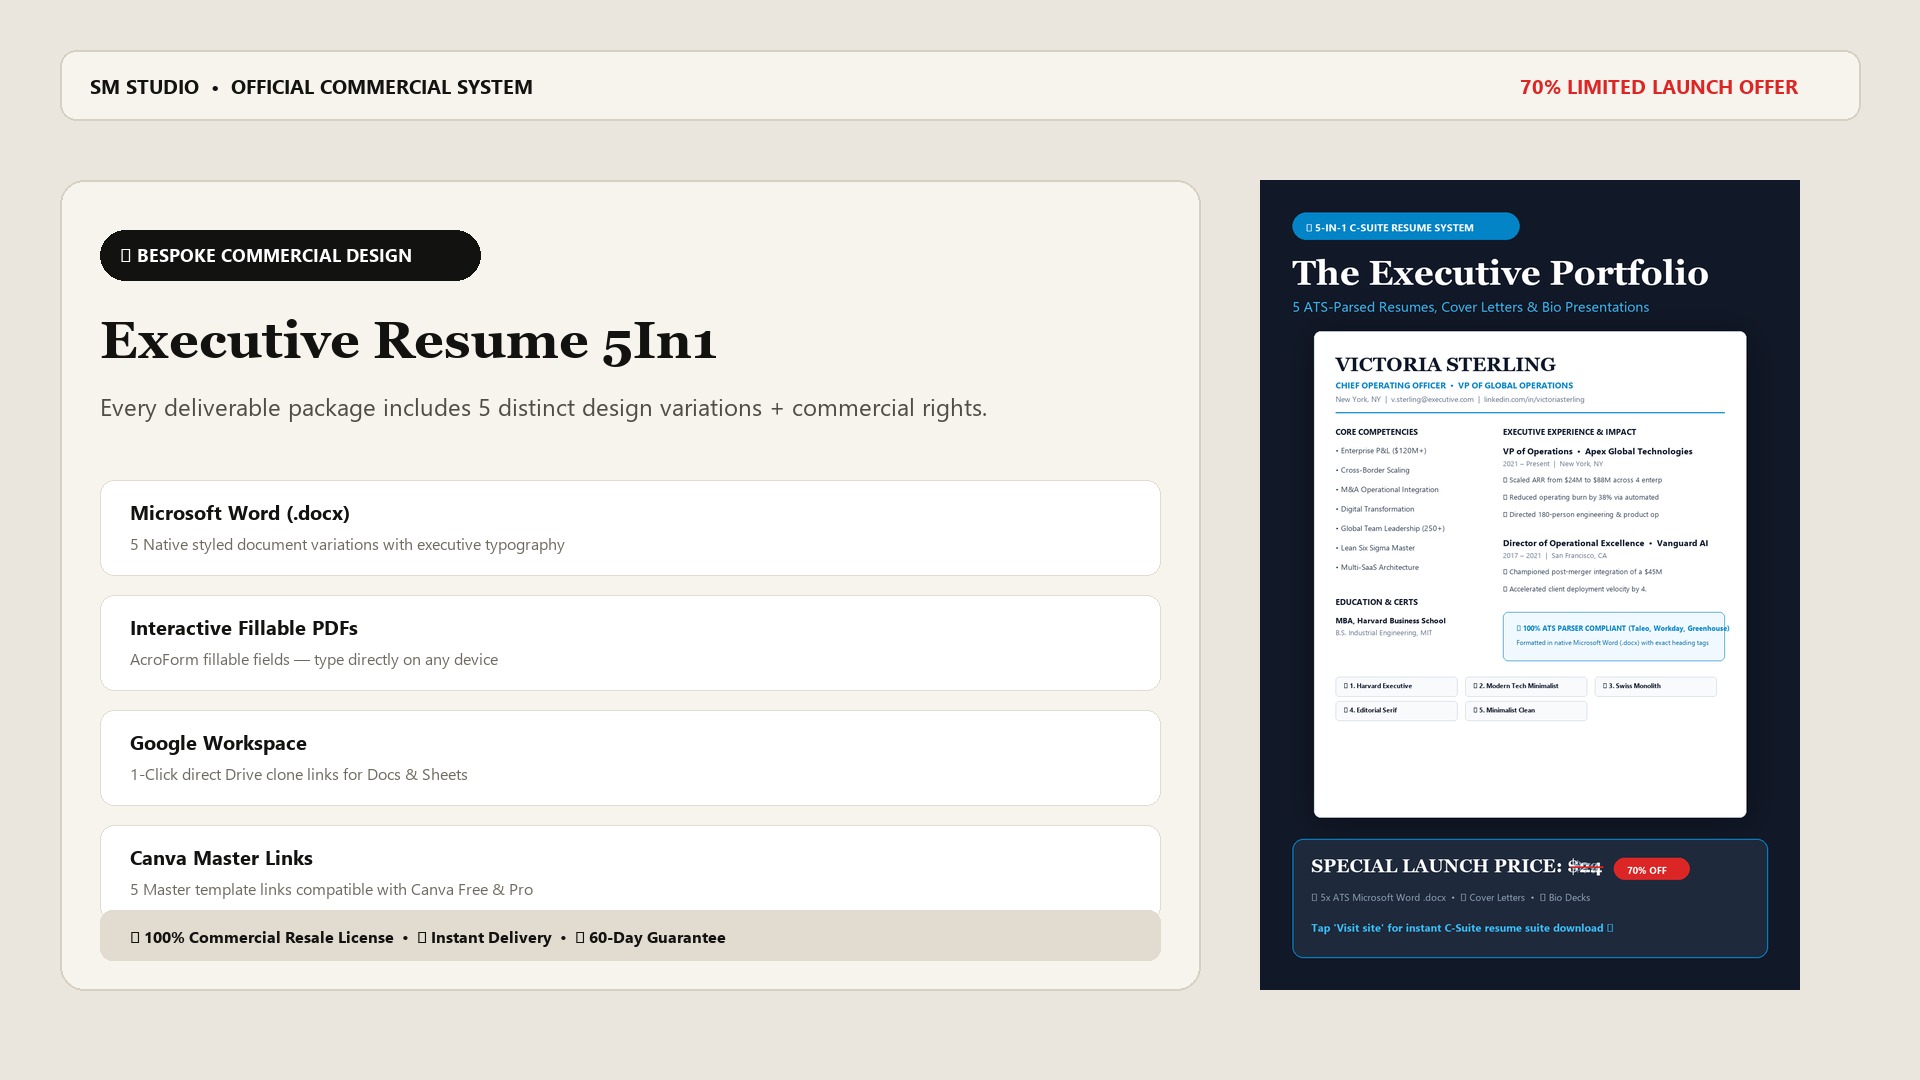 SM STUDIO • OFFICIAL COMMERCIAL SYSTEM
70% LIMITED LAUNCH OFFER
BESPOKE COMMERCIAL DESIGN
Executive Resume 5In1
Every deliverable package includes 5 distinct design variations + commercial rights.
Microsoft Word (.docx)
5 Native styled document variations with executive typography
Interactive Fillable PDFs
AcroForm fillable fields — type directly on any device
Google Workspace
1-Click direct Drive clone links for Docs & Sheets
Canva Master Links
5 Master template links compatible with Canva Free & Pro
100% Commercial Resale License • Instant Delivery • 60-Day Guarantee
5-IN-1 C-SUITE RESUME SYSTEM
The Executive Portfolio
5 ATS-Parsed Resumes, Cover Letters & Bio Presentations
VICTORIA STERLING
CHIEF OPERATING OFFICER • VP OF GLOBAL OPERATIONS
New York, NY | v.sterling@executive.com | linkedin.com/in/victoriasterling
CORE COMPETENCIES
• Enterprise P&L ($120M+)
• Cross-Border Scaling
• M&A Operational Integration
• Digital Transformation
• Global Team Leadership (250+)
• Lean Six Sigma Master
• Multi-SaaS Architecture
EDUCATION & CERTS
MBA, Harvard Business School
B.S. Industrial Engineering, MIT
EXECUTIVE EXPERIENCE & IMPACT
VP of Operations • Apex Global Technologies
2021 – Present | New York, NY
Scaled ARR from $24M to $88M across 4 enterp
Reduced operating burn by 38% via automated
Directed 180-person engineering & product op
Director of Operational Excellence • Vanguard AI
2017 – 2021 | San Francisco, CA
Championed post-merger integration of a $45M
Accelerated client deployment velocity by 4.
100% ATS PARSER COMPLIANT (Taleo, Workday, Greenhouse)
Formatted in native Microsoft Word (.docx) with exact heading tags
1. Harvard Executive
2. Modern Tech Minimalist
3. Swiss Monolith
4. Editorial Serif
5. Minimalist Clean
SPECIAL LAUNCH PRICE:
70% OFF
5x ATS Microsoft Word .docx • Cover Letters • Bio Decks
Tap 'Visit site' for instant C-Suite resume suite download